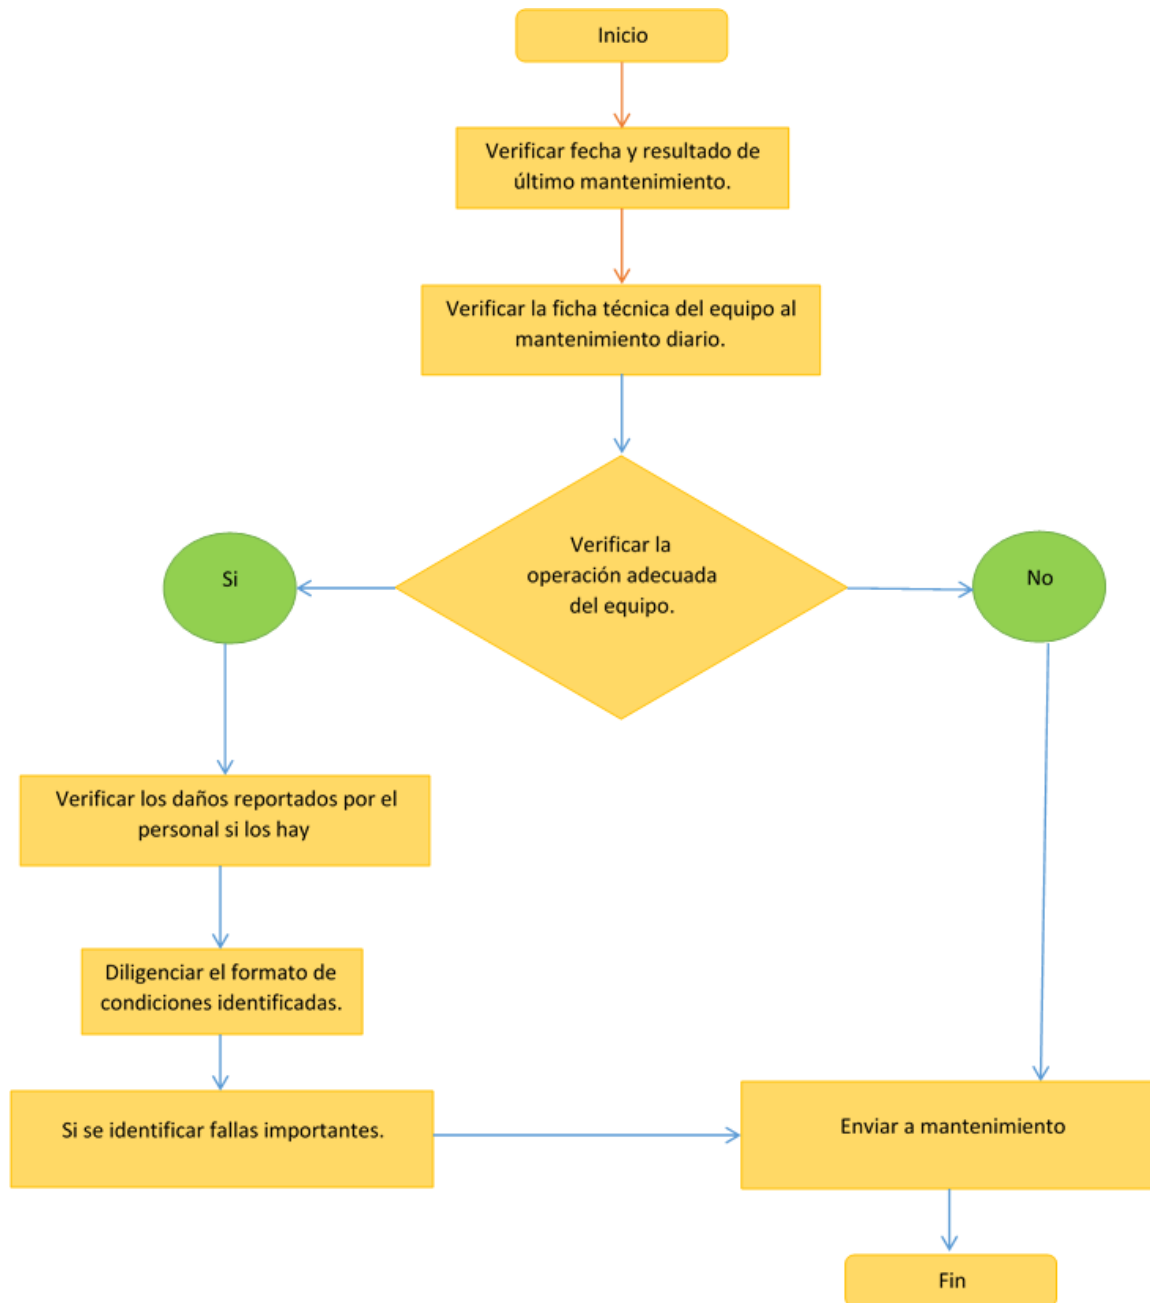 Inicio
Verificar fecha y resultado de
último mantenimiento.
Verificar la ficha técnica del equipo al
mantenimiento diario.
Verificar la
operación adecuada
del equipo.
Si
No
Verificar los daños reportados por el
personal si los hay
Diligenciar el formato de
condiciones identificadas.
Si se identificar fallas importantes.
Enviar a mantenimiento
Fin